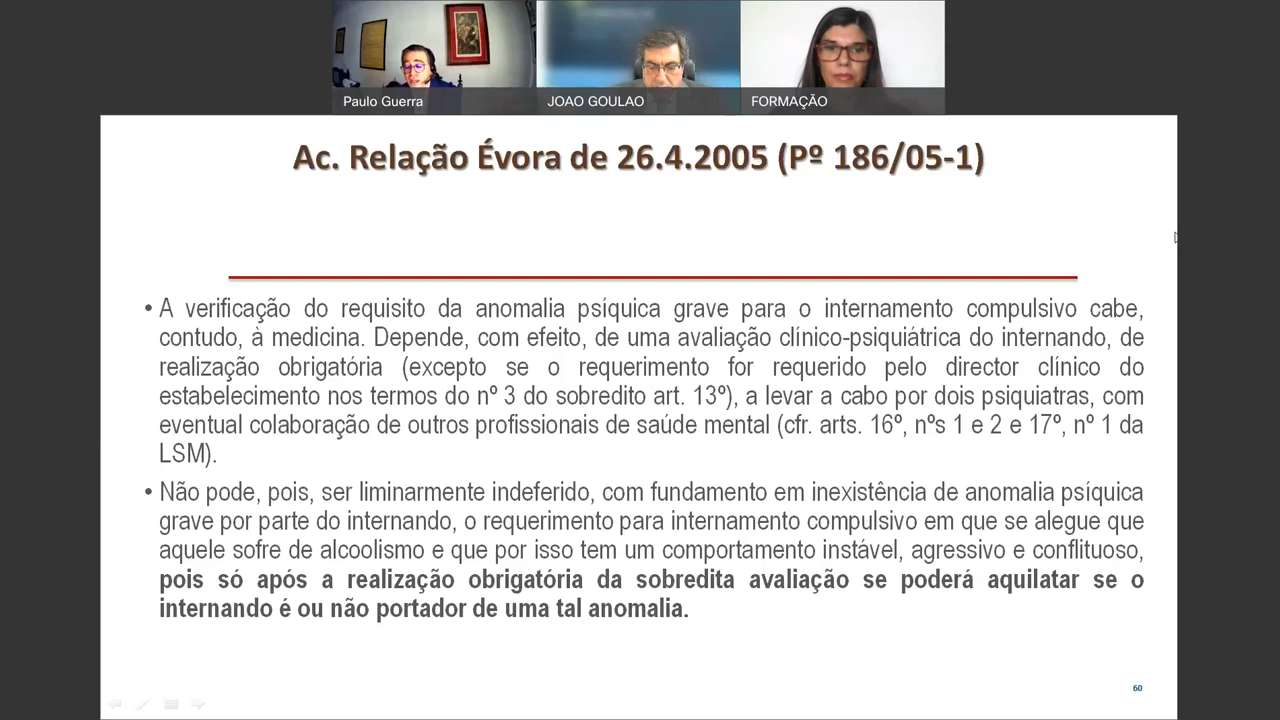 Paulo Guerra
JOAO GOULAO
FORMAÇÃO
Ac. Relação Évora de 26.4.2005 (Pº 186/05-1)
• A verificação do requisito da anomalia psíquica grave para o internamento compulsivo cabe,
contudo, à medicina. Depende, com efeito, de uma avaliação clínico-psiquiátrica do internando, de
realização obrigatória (excepto se o requerimento for requerido pelo director clínico do
estabelecimento nos termos do nº 3 do sobredito art. 13º), a levar a cabo por dois psiquiatras, com
eventual colaboração de outros profissionais de saúde mental (cfr. arts. 16º, nºs 1 e 2 e 17º, nº 1 da
LSM).
• Não pode, pois, ser liminarmente indeferido, com fundamento em inexistência de anomalia psíquica
grave por parte do internando, o requerimento para internamento compulsivo em que se alegue que
aquele sofre de alcoolismo e que por isso tem um comportamento instável, agressivo e conflituoso,
pois só após a realização obrigatória da sobredita avaliação se poderá aquilatar se o
internando é ou não portador de uma tal anomalia.
60